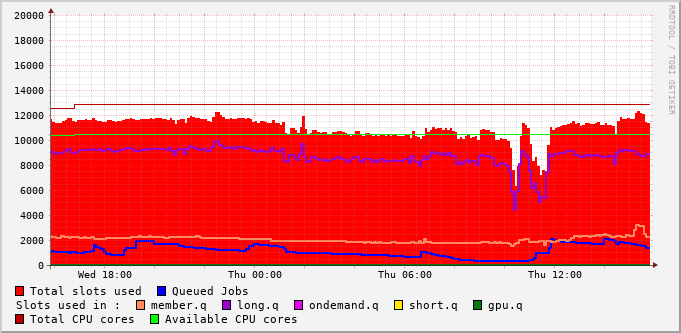 RRDTOOL / TOBI OETIKER
20000
18000
16000
14000
12000
10000
8000
6000
4000
2000
0
Wed 18:00 Thu 00:00 Thu 06:00 Thu 12:00
Total slots used Queued Jobs
Slots used in : member.q long.q ondemand.q short.q gpu.q
Total CPU cores Available CPU cores